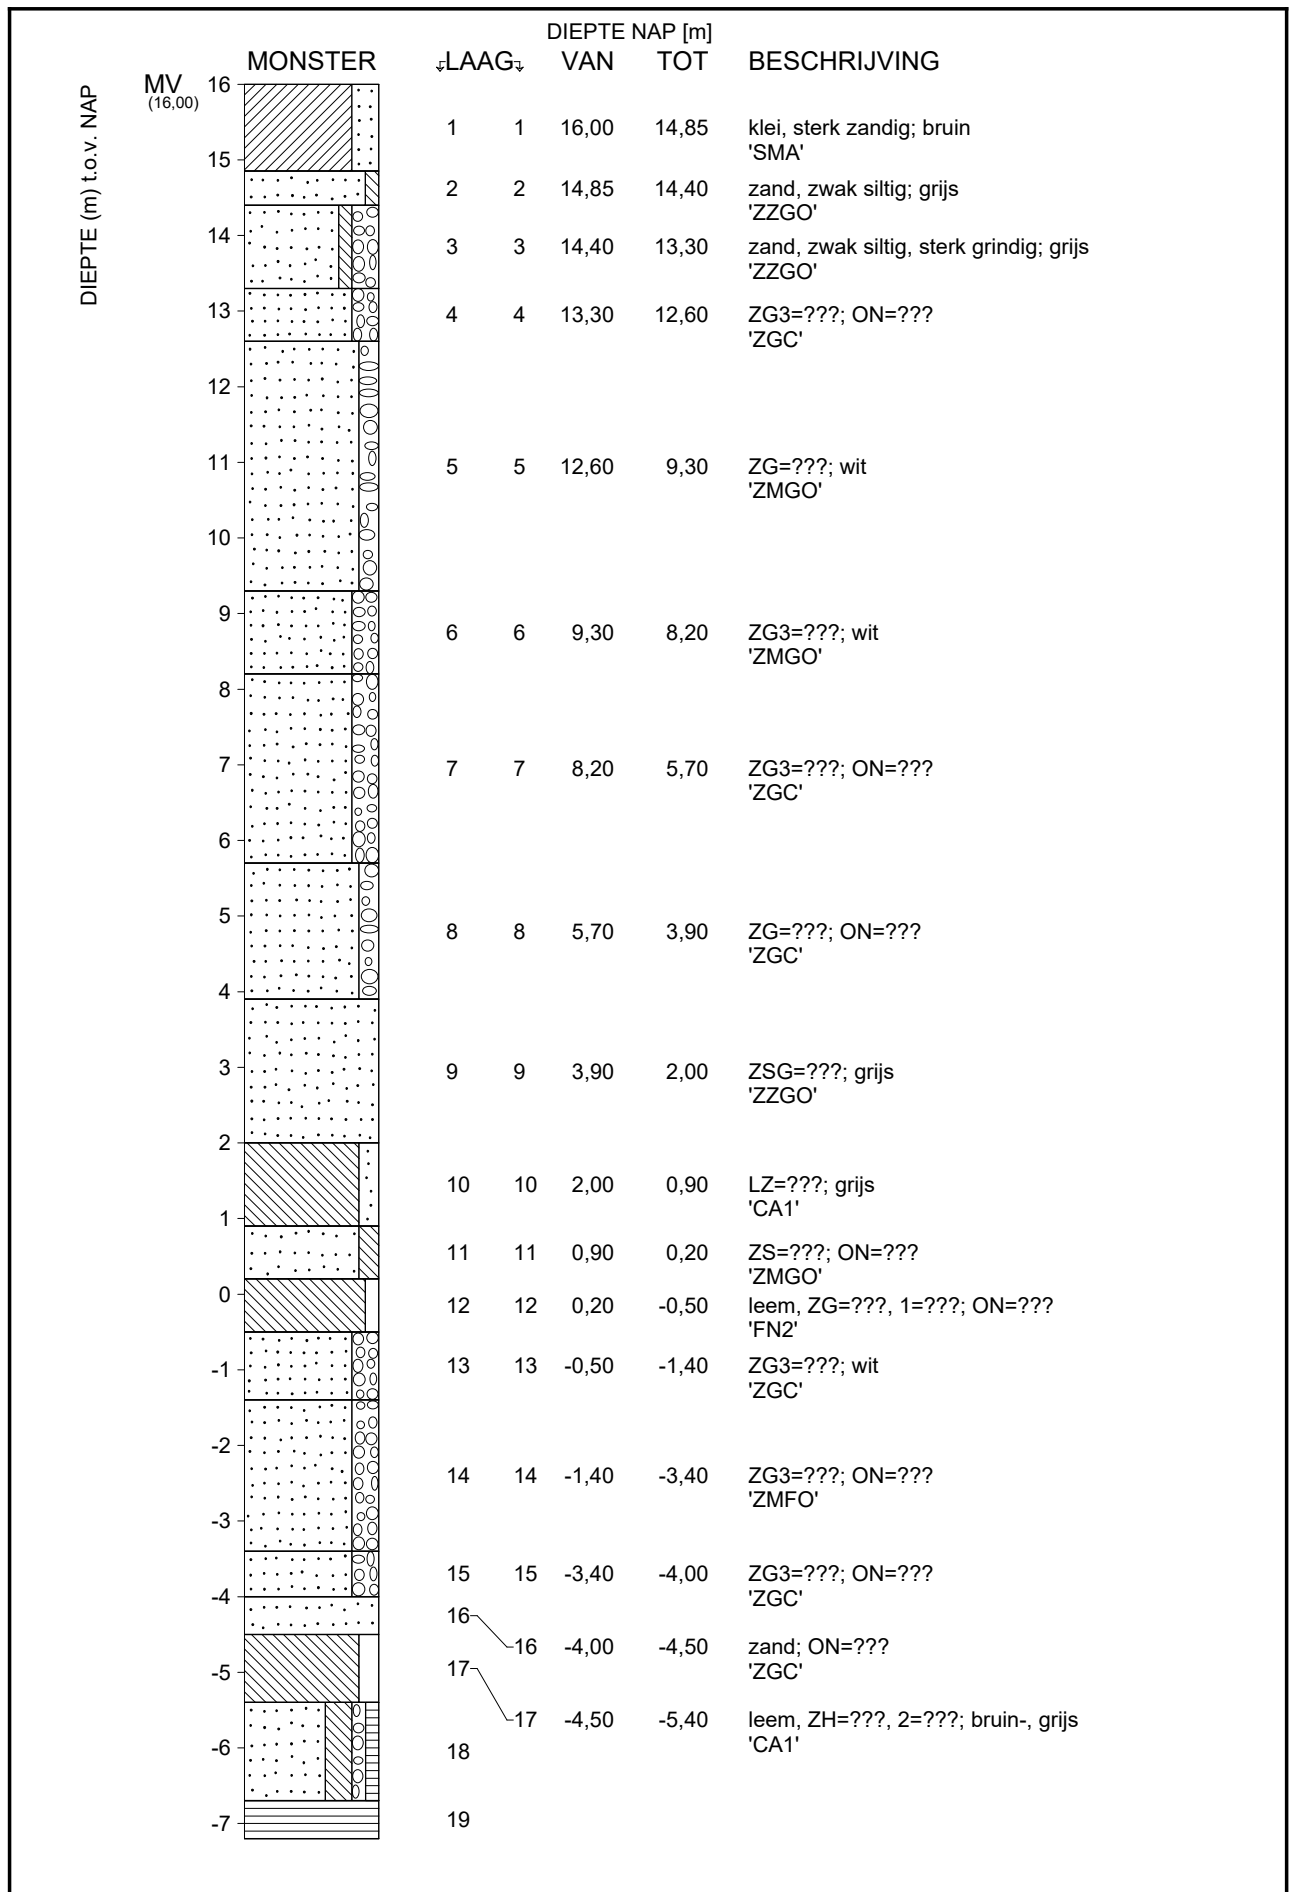 DIEPTE NAP [m]
MONSTER LAAG VAN TOT BESCHRIJVING
MV
(16,00)
DIEPTE (m) t.o.v. NAP
16
15
14
13
12
11
10
9
8
7
6
5
4
3
2
1
0
-1
-2
-3
-4
-5
-6
-7
1 1 16,00 14,85 klei, sterk zandig; bruin
'SMA'
2 2 14,85 14,40 zand, zwak siltig; grijs
'ZZGO'
3 3 14,40 13,30 zand, zwak siltig, sterk grindig; grijs
'ZZGO'
4 4 13,30 12,60 ZG3=???; ON=???
'ZGC'
5 5 12,60 9,30 ZG=???; wit
'ZMGO'
6 6 9,30 8,20 ZG3=???; wit
'ZMGO'
7 7 8,20 5,70 ZG3=???; ON=???
'ZGC'
8 8 5,70 3,90 ZG=???; ON=???
'ZGC'
9 9 3,90 2,00 ZSG=???; grijs
'ZZGO'
10 10 2,00 0,90 LZ=???; grijs
'CA1'
11 11 0,90 0,20 ZS=???; ON=???
'ZMGO'
12 12 0,20 -0,50 leem, ZG=???, 1=???; ON=???
'FN2'
13 13 -0,50 -1,40 ZG3=???; wit
'ZGC'
14 14 -1,40 -3,40 ZG3=???; ON=???
'ZMFO'
15 15 -3,40 -4,00 ZG3=???; ON=???
'ZGC'
16
16 -4,00 -4,50 zand; ON=???
'ZGC'
17
17 -4,50 -5,40 leem, ZH=???, 2=???; bruin-, grijs
'CA1'
18
19